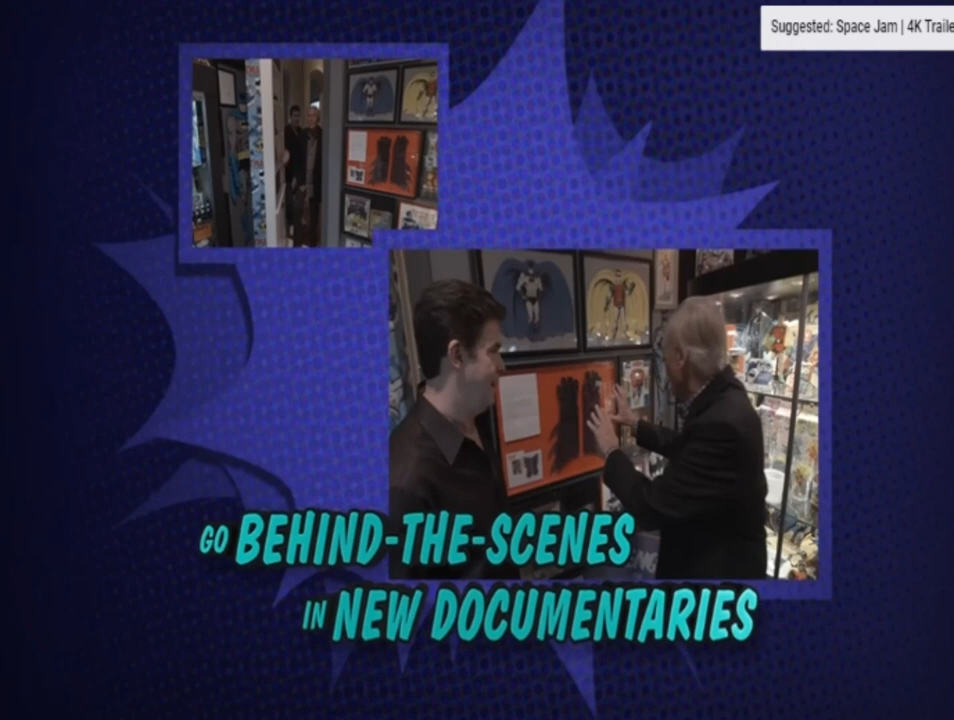 Suggested: Space Jam | 4K Traile
GO BEHIND-THE-SCENES
IN NEW DOCUMENTARIES